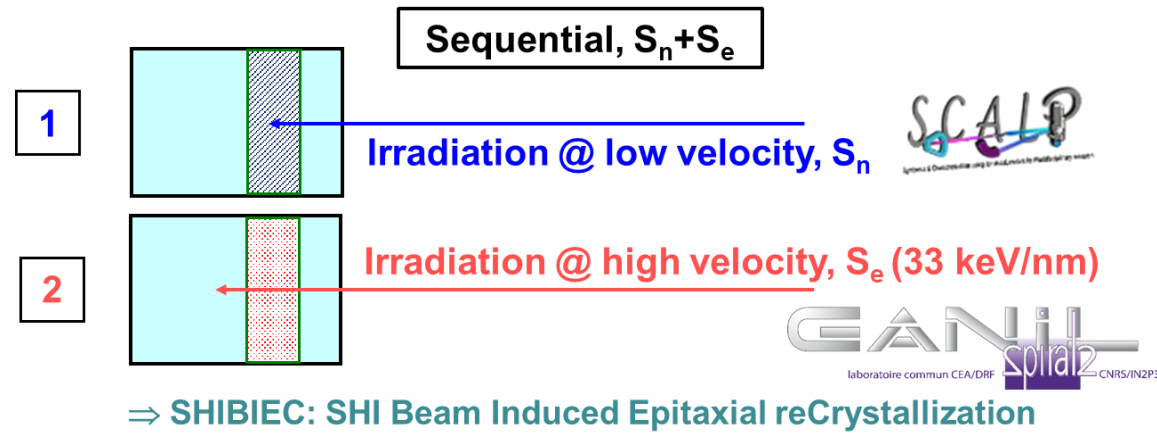 Sequential, Sn+Se
1
Irradiation @ low velocity, Sn
SCALP
2
Irradiation @ high velocity, Se (33 keV/nm)
GANIL
laboratoire commun CEA/DRF
spiral2
CNRS/IN2P3
⇒ SHIBIEC: SHI Beam Induced Epitaxial reCrystallization